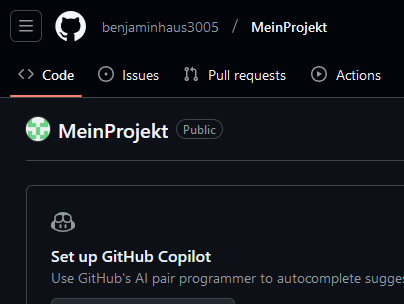 benjaminhaus3005 / MeinProjekt
Code Issues Pull requests Actions
MeinProjekt Public
Set up GitHub Copilot
Use GitHub's AI pair programmer to autocomplete